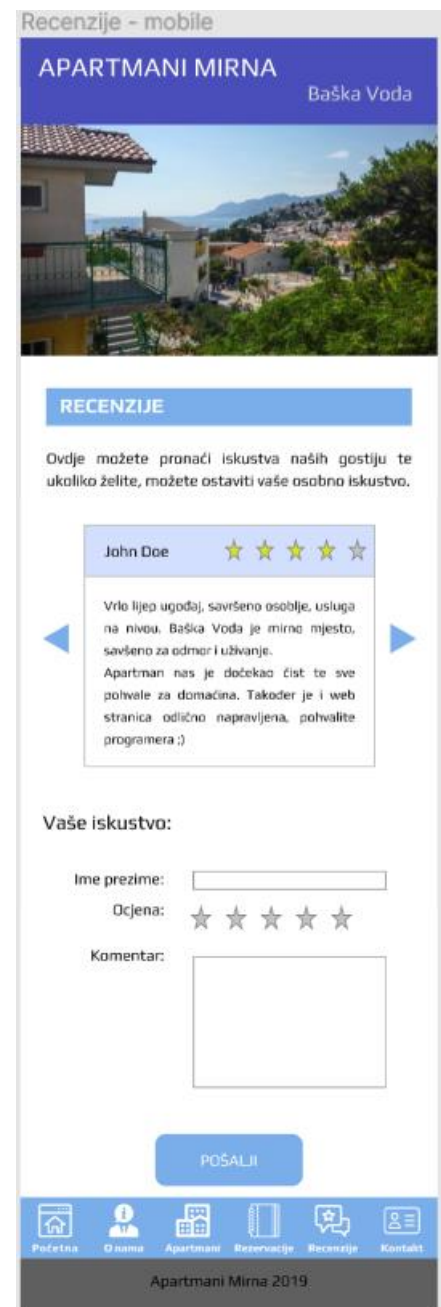 Recenzije - mobile
APARTMANI MIRNA
Baška Voda
RECENZIJE
Ovdje možete pronaći iskustva naših gostiju te
ukoliko želite, možete ostaviti vaše osobno iskustvo.
John Doe
Vrlo lijep ugođaj, savršeno osoblje, usluga
na nivou. Baška Voda je mirno mjesto,
savšeno za odmor i uživanje.
Apartman nas je dočekao čist te sve
pohvale za domaćina. Također je i web
stranica odlično napravljena, pohvalite
programera ;)
Vaše iskustvo:
Ime prezime:
Ocjena:
Komentar:
POŠALJI
Početna O nama Apartmani Rezervacije Recenzije Kontakt
Apartmani Mirna 2019